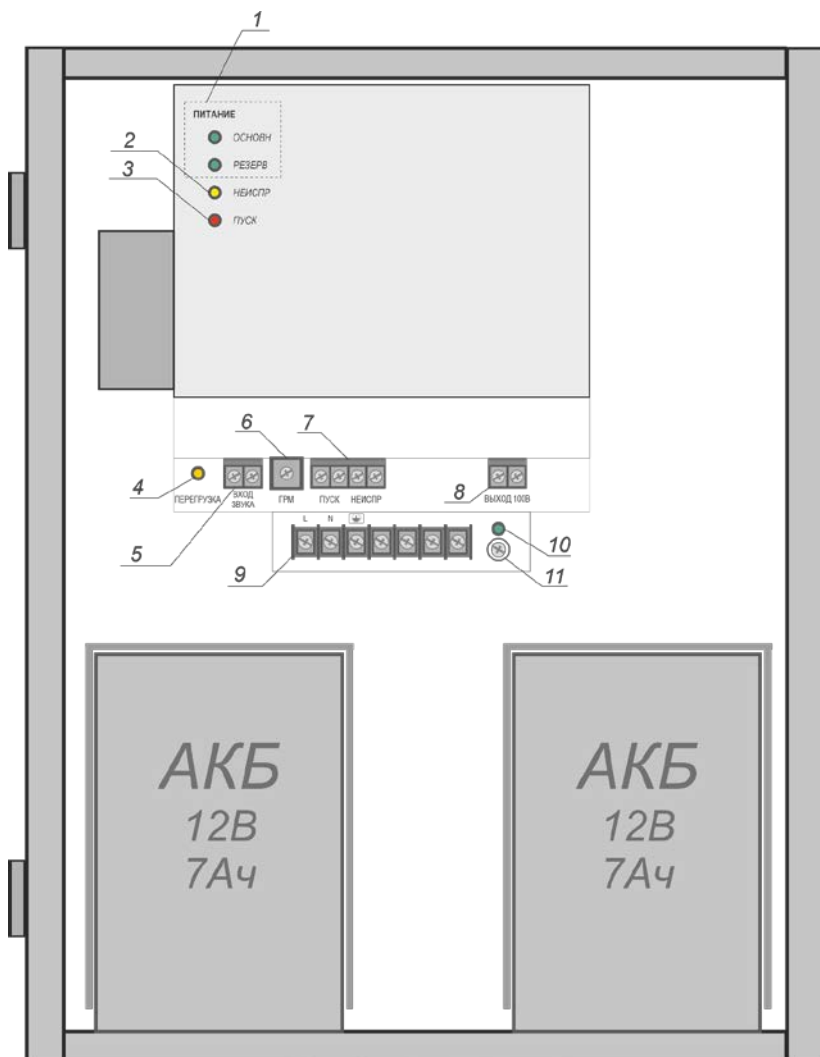 1
ПИТАНИЕ
2
ОСНОВН
3
РЕЗЕРВ
НЕИСПР
ПУСК
6
7
4
8
ПЕРЕГРУЗКА
ВХОД
ЗВУКА
ГРМ
ПУСК
НЕИСПР
ВЫХОД 100В
L
N
5
9
10
11
АКБ
12В
7Ач
АКБ
12В
7Ач